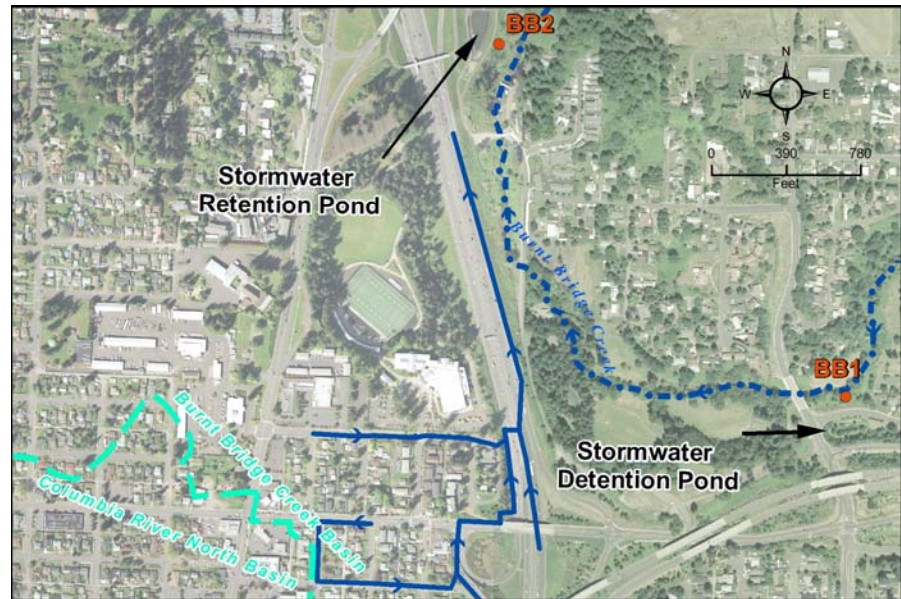 BB2
N
W E
S
0 390 780
Feet
Stormwater
Retention Pond
Burnt Bridge Creek
BB1
Stormwater
Detention Pond
Burnt Bridge Creek Basin
Columbia River North Basin